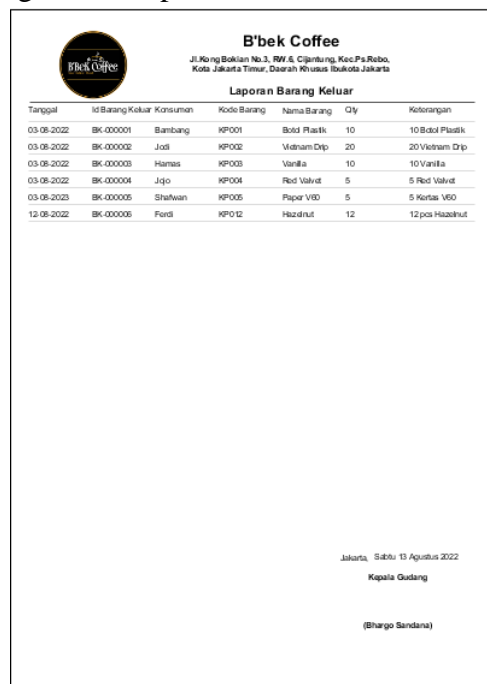 B'bek Coffee
B'Bek Coffee
Jl.Kong Bokian No.3, RW.6, Cijantung, Kec.Ps.Rebo,
Kota Jakarta Timur, Daerah Khusus Ibukota Jakarta
Laporan Barang Keluar
Tanggal Id Barang Keluar Konsumen Kode Barang Nama Barang Qty Keterangan
03-08-2022 BK-000001 Bambang KP001 Botol Plastik 10 10 Botol Plastik
03-08-2022 BK-000002 Jodi KP002 Vietnam Drip 20 20 Vietnam Drip
03-08-2022 BK-000003 Hamas KP003 Vanilla 10 10 Vanilla
03-08-2022 BK-000004 Jojo KP004 Red Valvet 5 5 Red Valvet
03-08-2023 BK-000005 Shafwan KP005 Paper V60 5 5 Kertas V60
12-08-2022 BK-000006 Ferdi KP012 Hazelnut 12 12 pcs Hazelnut
Jakarta, Sabtu 13 Agustus 2022
Kepala Gudang
(Bhargo Sandana)